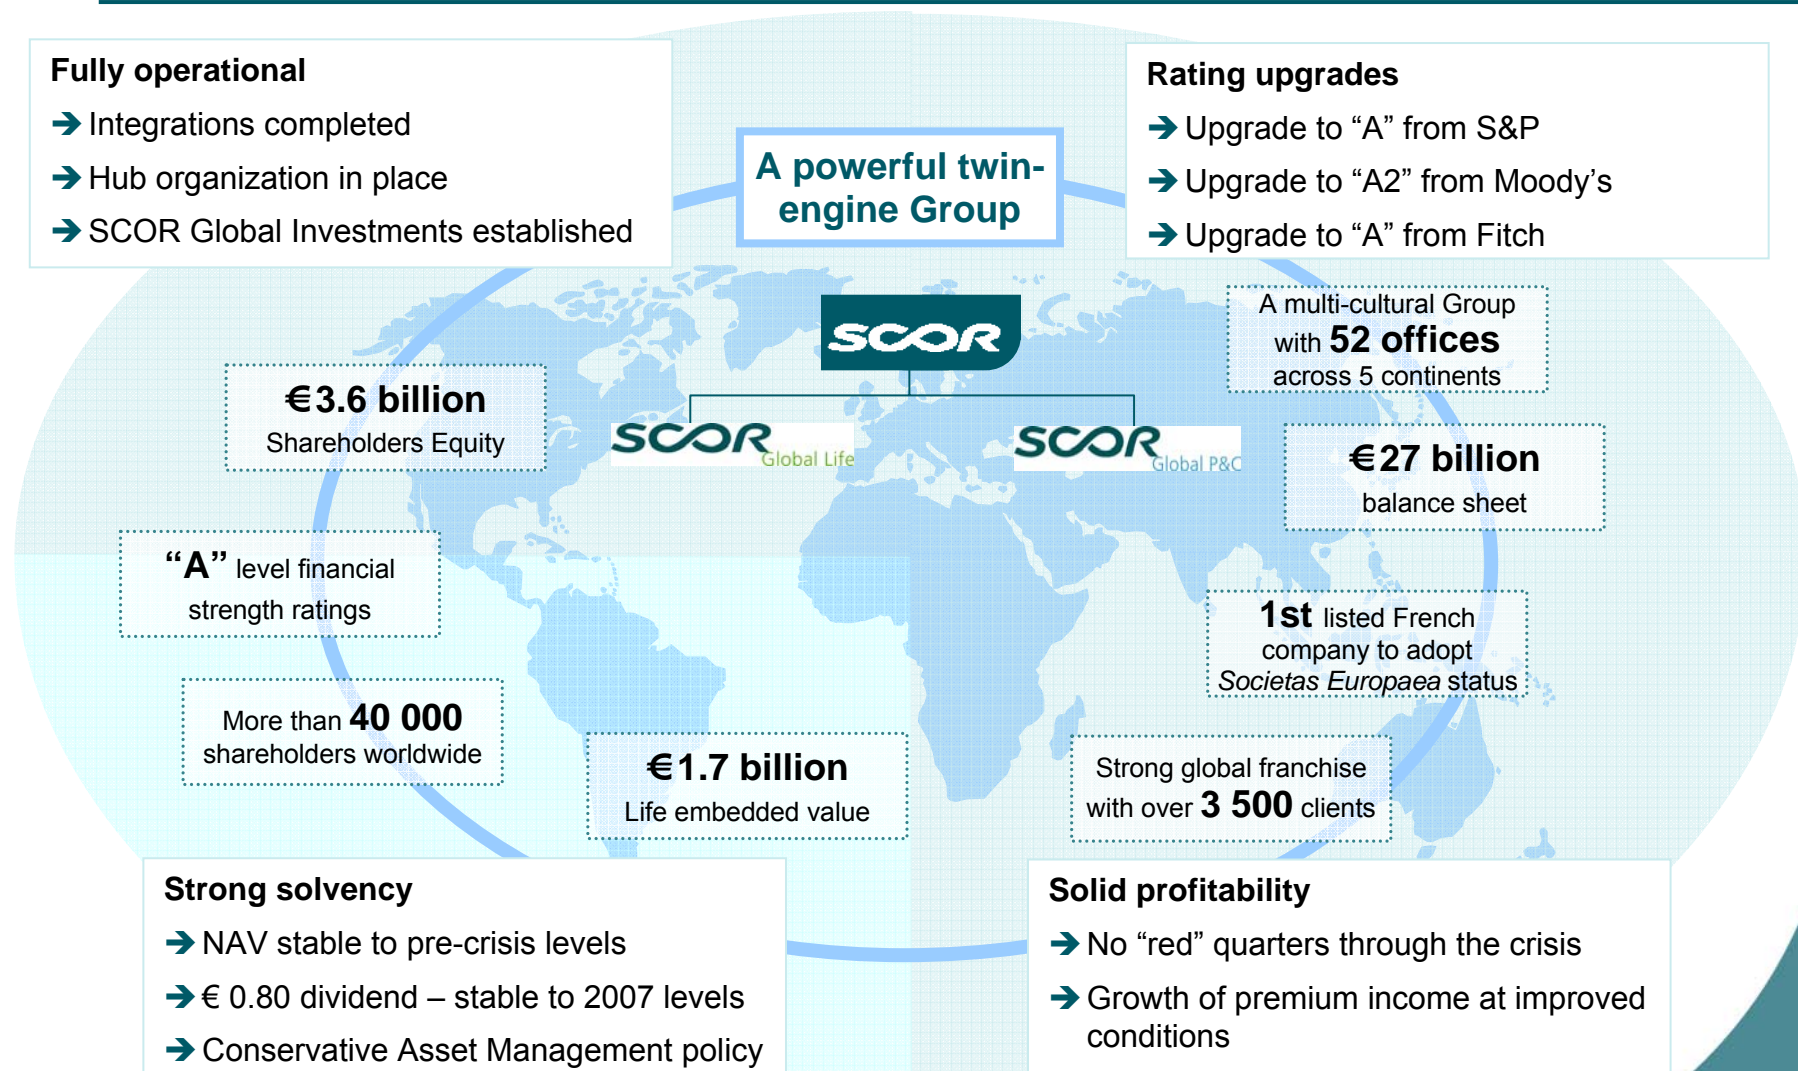 Fully operational
➔ Integrations completed
➔ Hub organization in place
➔ SCOR Global Investments established
Rating upgrades
➔ Upgrade to “A” from S&P
➔ Upgrade to “A2” from Moody’s
➔ Upgrade to “A” from Fitch
A powerful twin-
engine Group
SCOR
SCOR
Global Life
SCOR
Global P&C
A multi-cultural Group
with 52 offices
across 5 continents
€3.6 billion
Shareholders Equity
€27 billion
balance sheet
“A” level financial
strength ratings
1st listed French
company to adopt
Societas Europaea status
More than 40 000
shareholders worldwide
€1.7 billion
Life embedded value
Strong global franchise
with over 3 500 clients
Strong solvency
➔ NAV stable to pre-crisis levels
➔ € 0.80 dividend – stable to 2007 levels
➔ Conservative Asset Management policy
Solid profitability
➔ No “red” quarters through the crisis
➔ Growth of premium income at improved
conditions